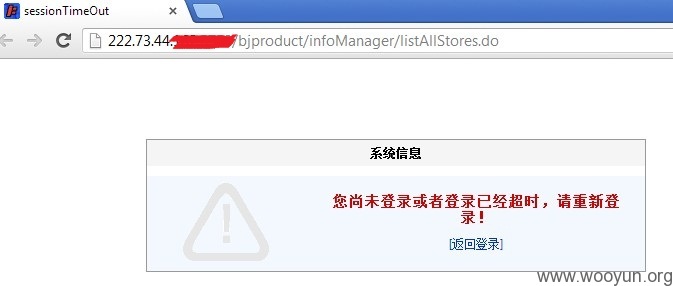 sessionTimeOut
222.73.44. /bjproduct/infoManager/listAllStores.do
系统信息
您尚未登录或者登录已经超时，请重新登
录！
[返回登录]
www.wooyun.org